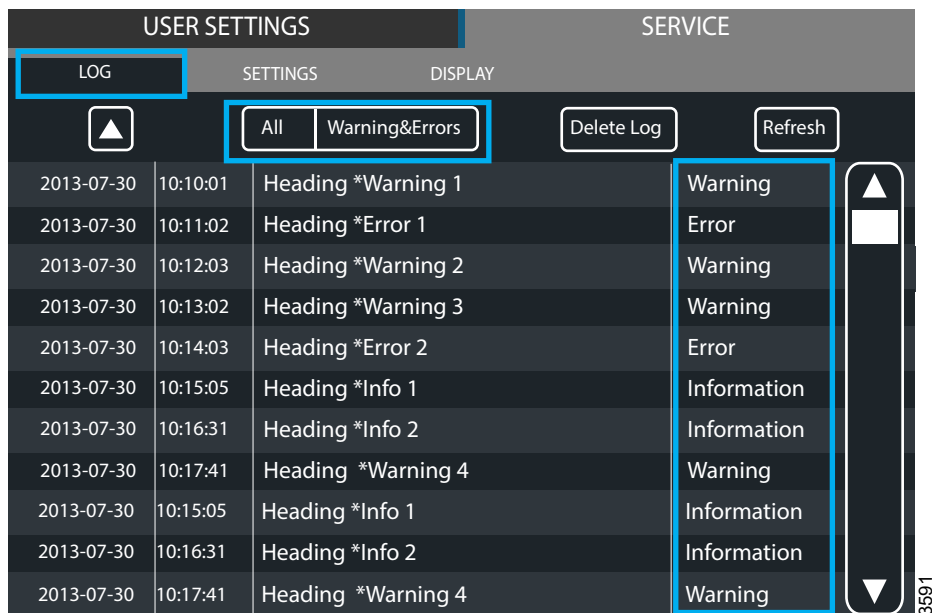 USER SETTINGS SERVICE
LOG SETTINGS DISPLAY
All Warning&Errors Delete Log Refresh
2013-07-30 10:10:01 Heading *Warning 1 Warning
2013-07-30 10:11:02 Heading *Error 1 Error
2013-07-30 10:12:03 Heading *Warning 2 Warning
2013-07-30 10:13:02 Heading *Warning 3 Warning
2013-07-30 10:14:03 Heading *Error 2 Error
2013-07-30 10:15:05 Heading *Info 1 Information
2013-07-30 10:16:31 Heading *Info 2 Information
2013-07-30 10:17:41 Heading *Warning 4 Warning
2013-07-30 10:15:05 Heading *Info 1 Information
2013-07-30 10:16:31 Heading *Info 2 Information
2013-07-30 10:17:41 Heading *Warning 4 Warning